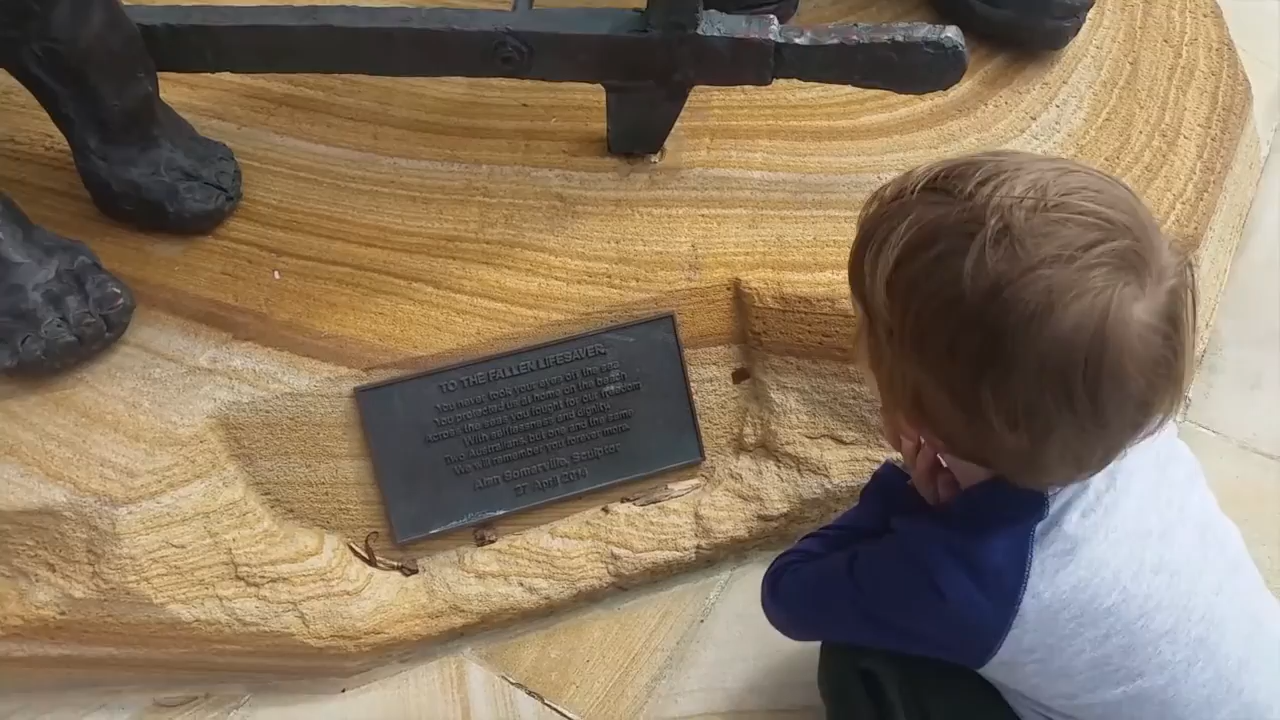 TO THE FALLEN LIFESAVER,
You never took your eyes off the sea
You protected us at home on the beach
Across the seas you fought for our freedom
With selflessness and dignity.
Two Australians but one and the same
We will remember you forever more.
Alan Somerville, Sculptor
27 April 2014